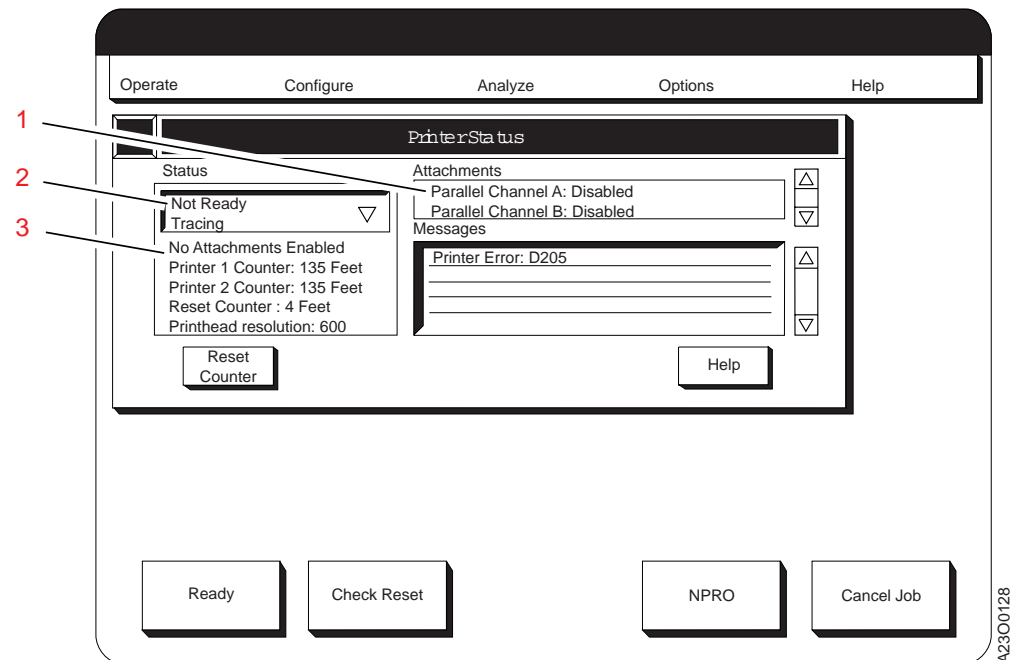 Operate Configure Analyze Options Help
1
PrinterStatus
Status
Attachments
2
Not Ready
Tracing
Parallel Channel A: Disabled
Parallel Channel B: Disabled
3
No Attachments Enabled
Printer 1 Counter: 135 Feet
Printer 2 Counter: 135 Feet
Reset Counter : 4 Feet
Printhead resolution: 600
Messages
Printer Error: D205
Reset
Counter
Help
Ready
Check Reset
NPRO
Cancel Job
A23O0128